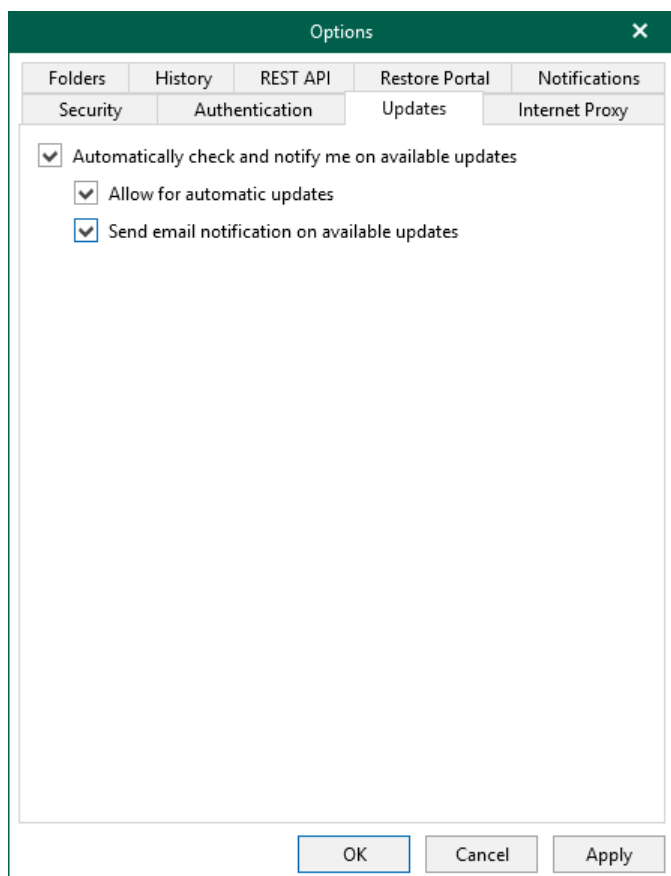 Options
Folders History REST API Restore Portal Notifications
Security Authentication Updates Internet Proxy
Automatically check and notify me on available updates
Allow for automatic updates
Send email notification on available updates
OK Cancel Apply